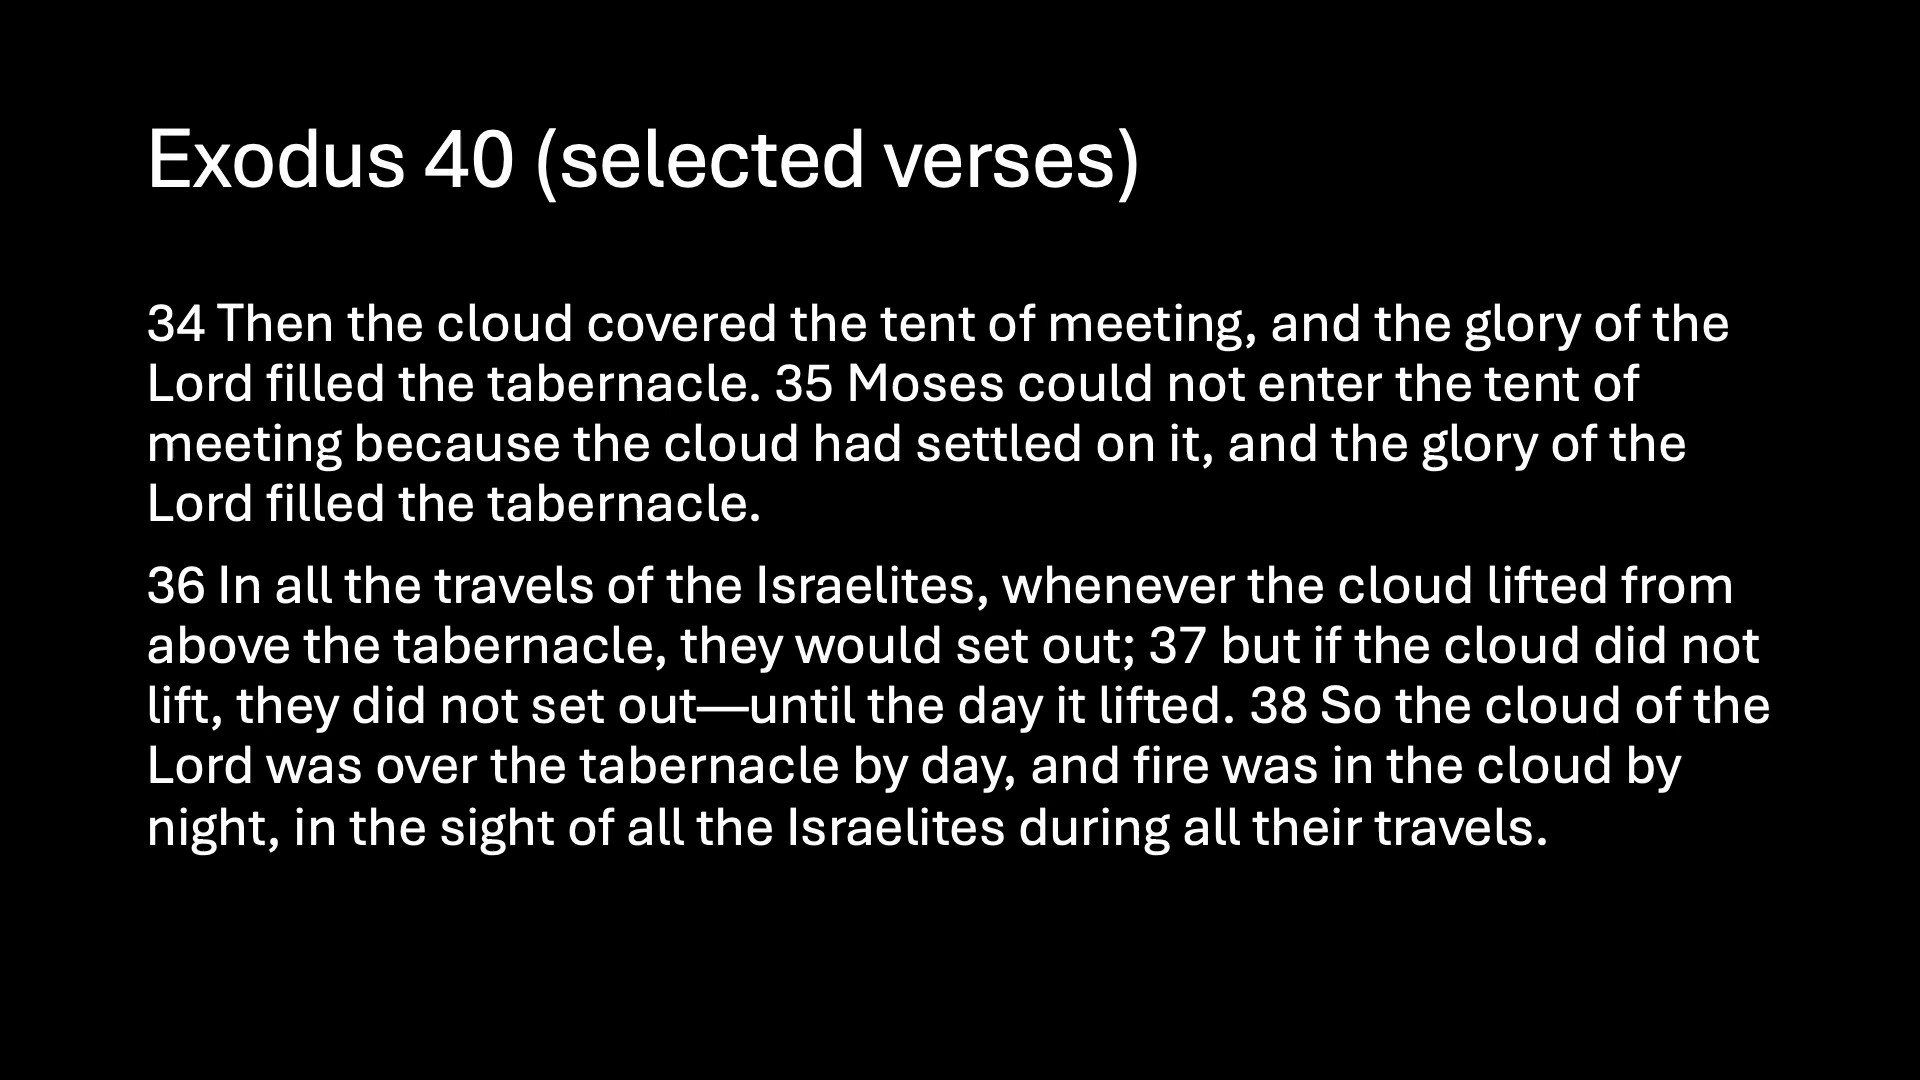 Exodus 40 (selected verses)
34 Then the cloud covered the tent of meeting, and the glory of the
Lord filled the tabernacle. 35 Moses could not enter the tent of
meeting because the cloud had settled on it, and the glory of the
Lord filled the tabernacle.
36 In all the travels of the Israelites, whenever the cloud lifted from
above the tabernacle, they would set out; 37 but if the cloud did not
lift, they did not set out—until the day it lifted. 38 So the cloud of the
Lord was over the tabernacle by day, and fire was in the cloud by
night, in the sight of all the Israelites during all their travels.